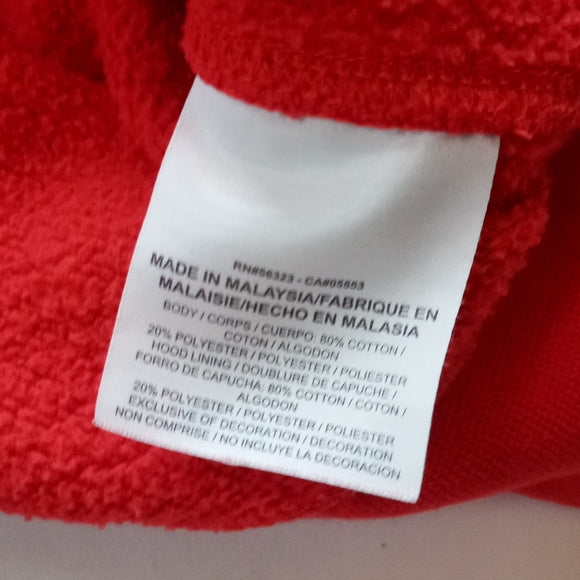 RN#56323 - CA#05553
MADE IN MALAYSIA/FABRIQUE EN
MALAISIE/HECHO EN MALASIA
BODY / CORPS / CUERPO: 80% COTTON /
COTON / ALGODON
20% POLYESTER / POLYESTER / POLIESTER
HOOD LINING / DOUBLURE DE CAPUCHE /
FORRO DE CAPUCHA: 80% COTTON / COTON /
ALGODON
20% POLYESTER / POLYESTER / POLIESTER
EXCLUSIVE OF DECORATION / DECORATION
NON COMPRISE / NO INCLUYE LA DECORACION